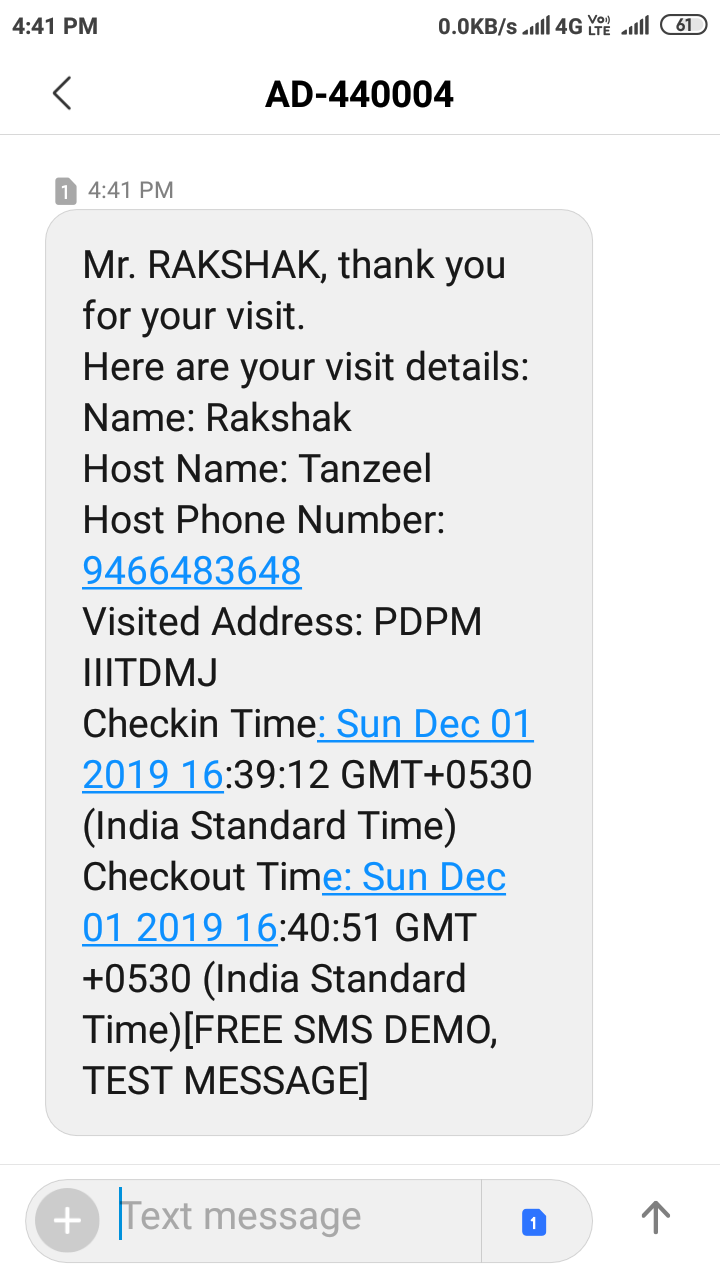 4:41 PM 0.0KB/s 4G Vo) LTE 61
AD-440004
1 4:41 PM
Mr. RAKSHAK, thank you
for your visit.
Here are your visit details:
Name: Rakshak
Host Name: Tanzeel
Host Phone Number:
9466483648
Visited Address: PDPM
IIITDMJ
Checkin Time: Sun Dec 01
2019 16:39:12 GMT+0530
(India Standard Time)
Checkout Time: Sun Dec
01 2019 16:40:51 GMT
+0530 (India Standard
Time)[FREE SMS DEMO,
TEST MESSAGE]
Text message 1